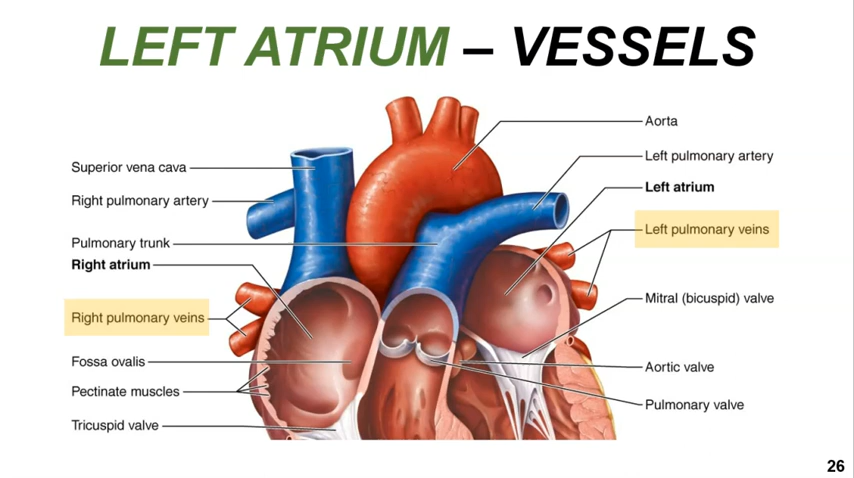 LEFT ATRIUM – VESSELS
Superior vena cava
Right pulmonary artery
Pulmonary trunk
Right atrium
Right pulmonary veins
Fossa ovalis
Pectinate muscles
Tricuspid valve
Aorta
Left pulmonary artery
Left atrium
Left pulmonary veins
Mitral (bicuspid) valve
Aortic valve
Pulmonary valve
26